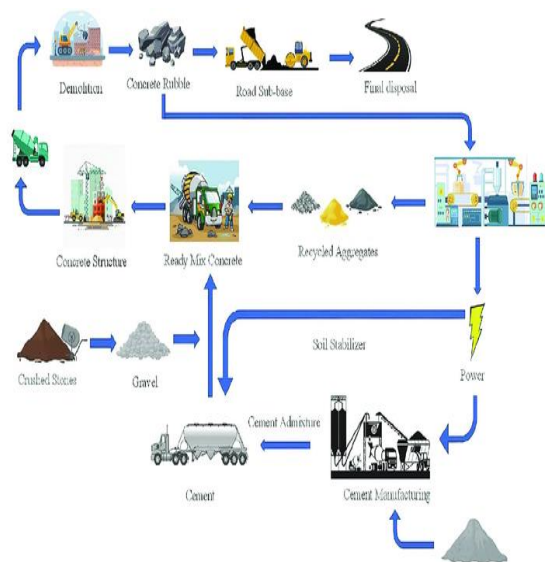 Demolition
Concrete Rubble
Road Sub-base
Final disposal
Concrete Structure
Ready Mix Concrete
Recycled Aggregates
Crushed Stones
Gravel
Soil Stabilizer
Power
Cement Admixture
Cement
Cement Manufacturing